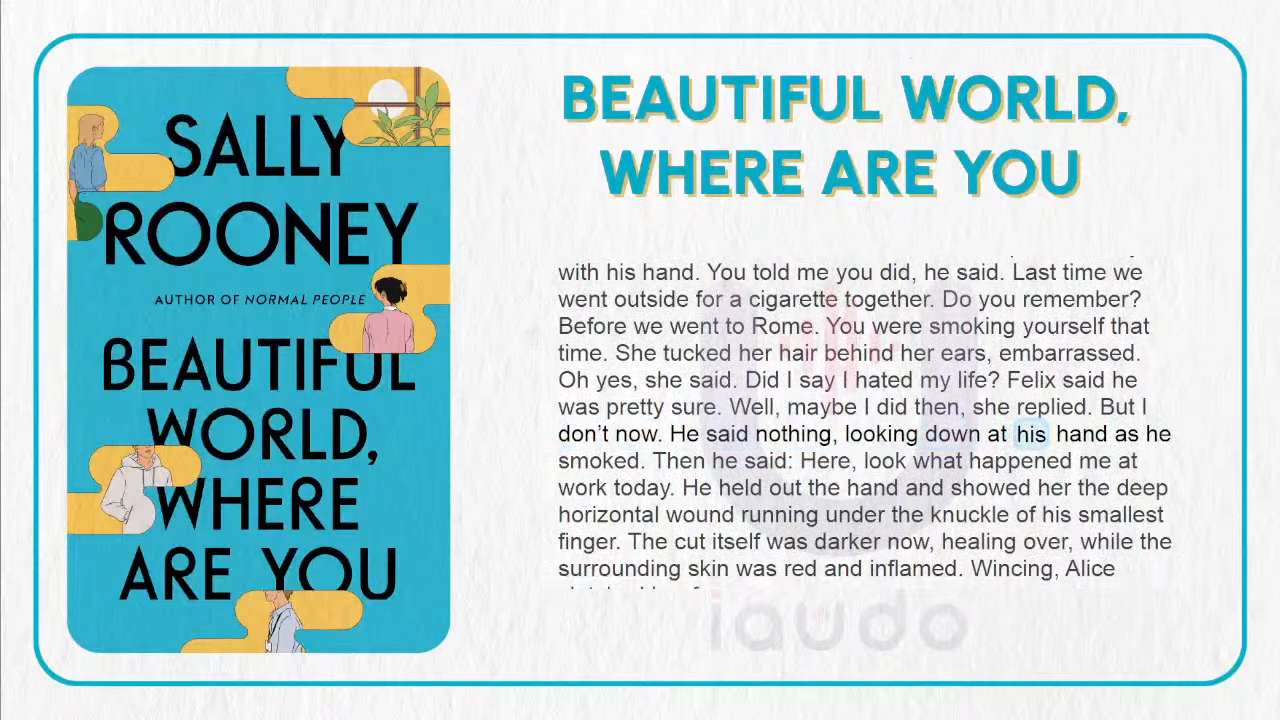 SALLY
ROONEY
AUTHOR OF NORMAL PEOPLE
BEAUTIFUL
WORLD,
WHERE
ARE YOU
BEAUTIFUL WORLD,
WHERE ARE YOU
with his hand. You told me you did, he said. Last time we
went outside for a cigarette together. Do you remember?
Before we went to Rome. You were smoking yourself that
time. She tucked her hair behind her ears, embarrassed.
Oh yes, she said. Did I say I hated my life? Felix said he
was pretty sure. Well, maybe I did then, she replied. But I
don’t now. He said nothing, looking down at his hand as he
smoked. Then he said: Here, look what happened me at
work today. He held out the hand and showed her the deep
horizontal wound running under the knuckle of his smallest
finger. The cut itself was darker now, healing over, while the
surrounding skin was red and inflamed. Wincing, Alice
iaudo